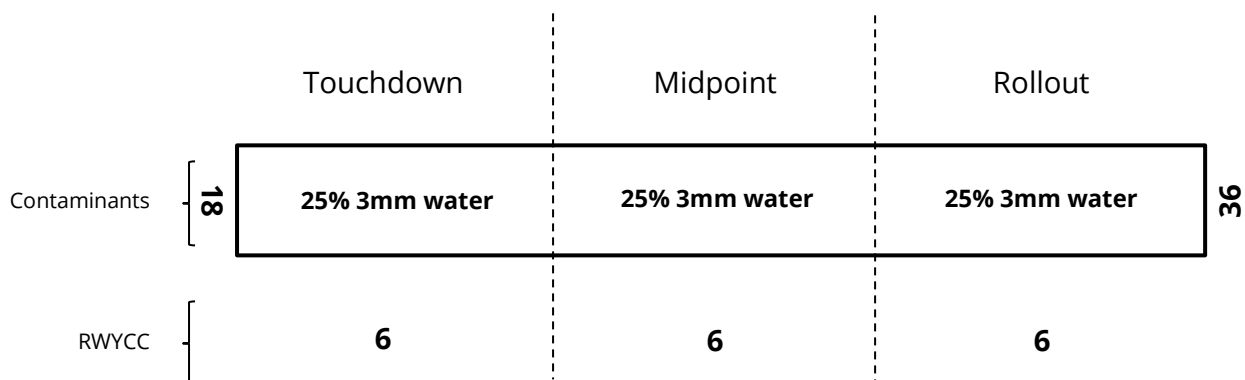 Touchdown Midpoint Rollout
Contaminants 18 25% 3mm water 25% 3mm water 25% 3mm water 36
RWYCC 6 6 6